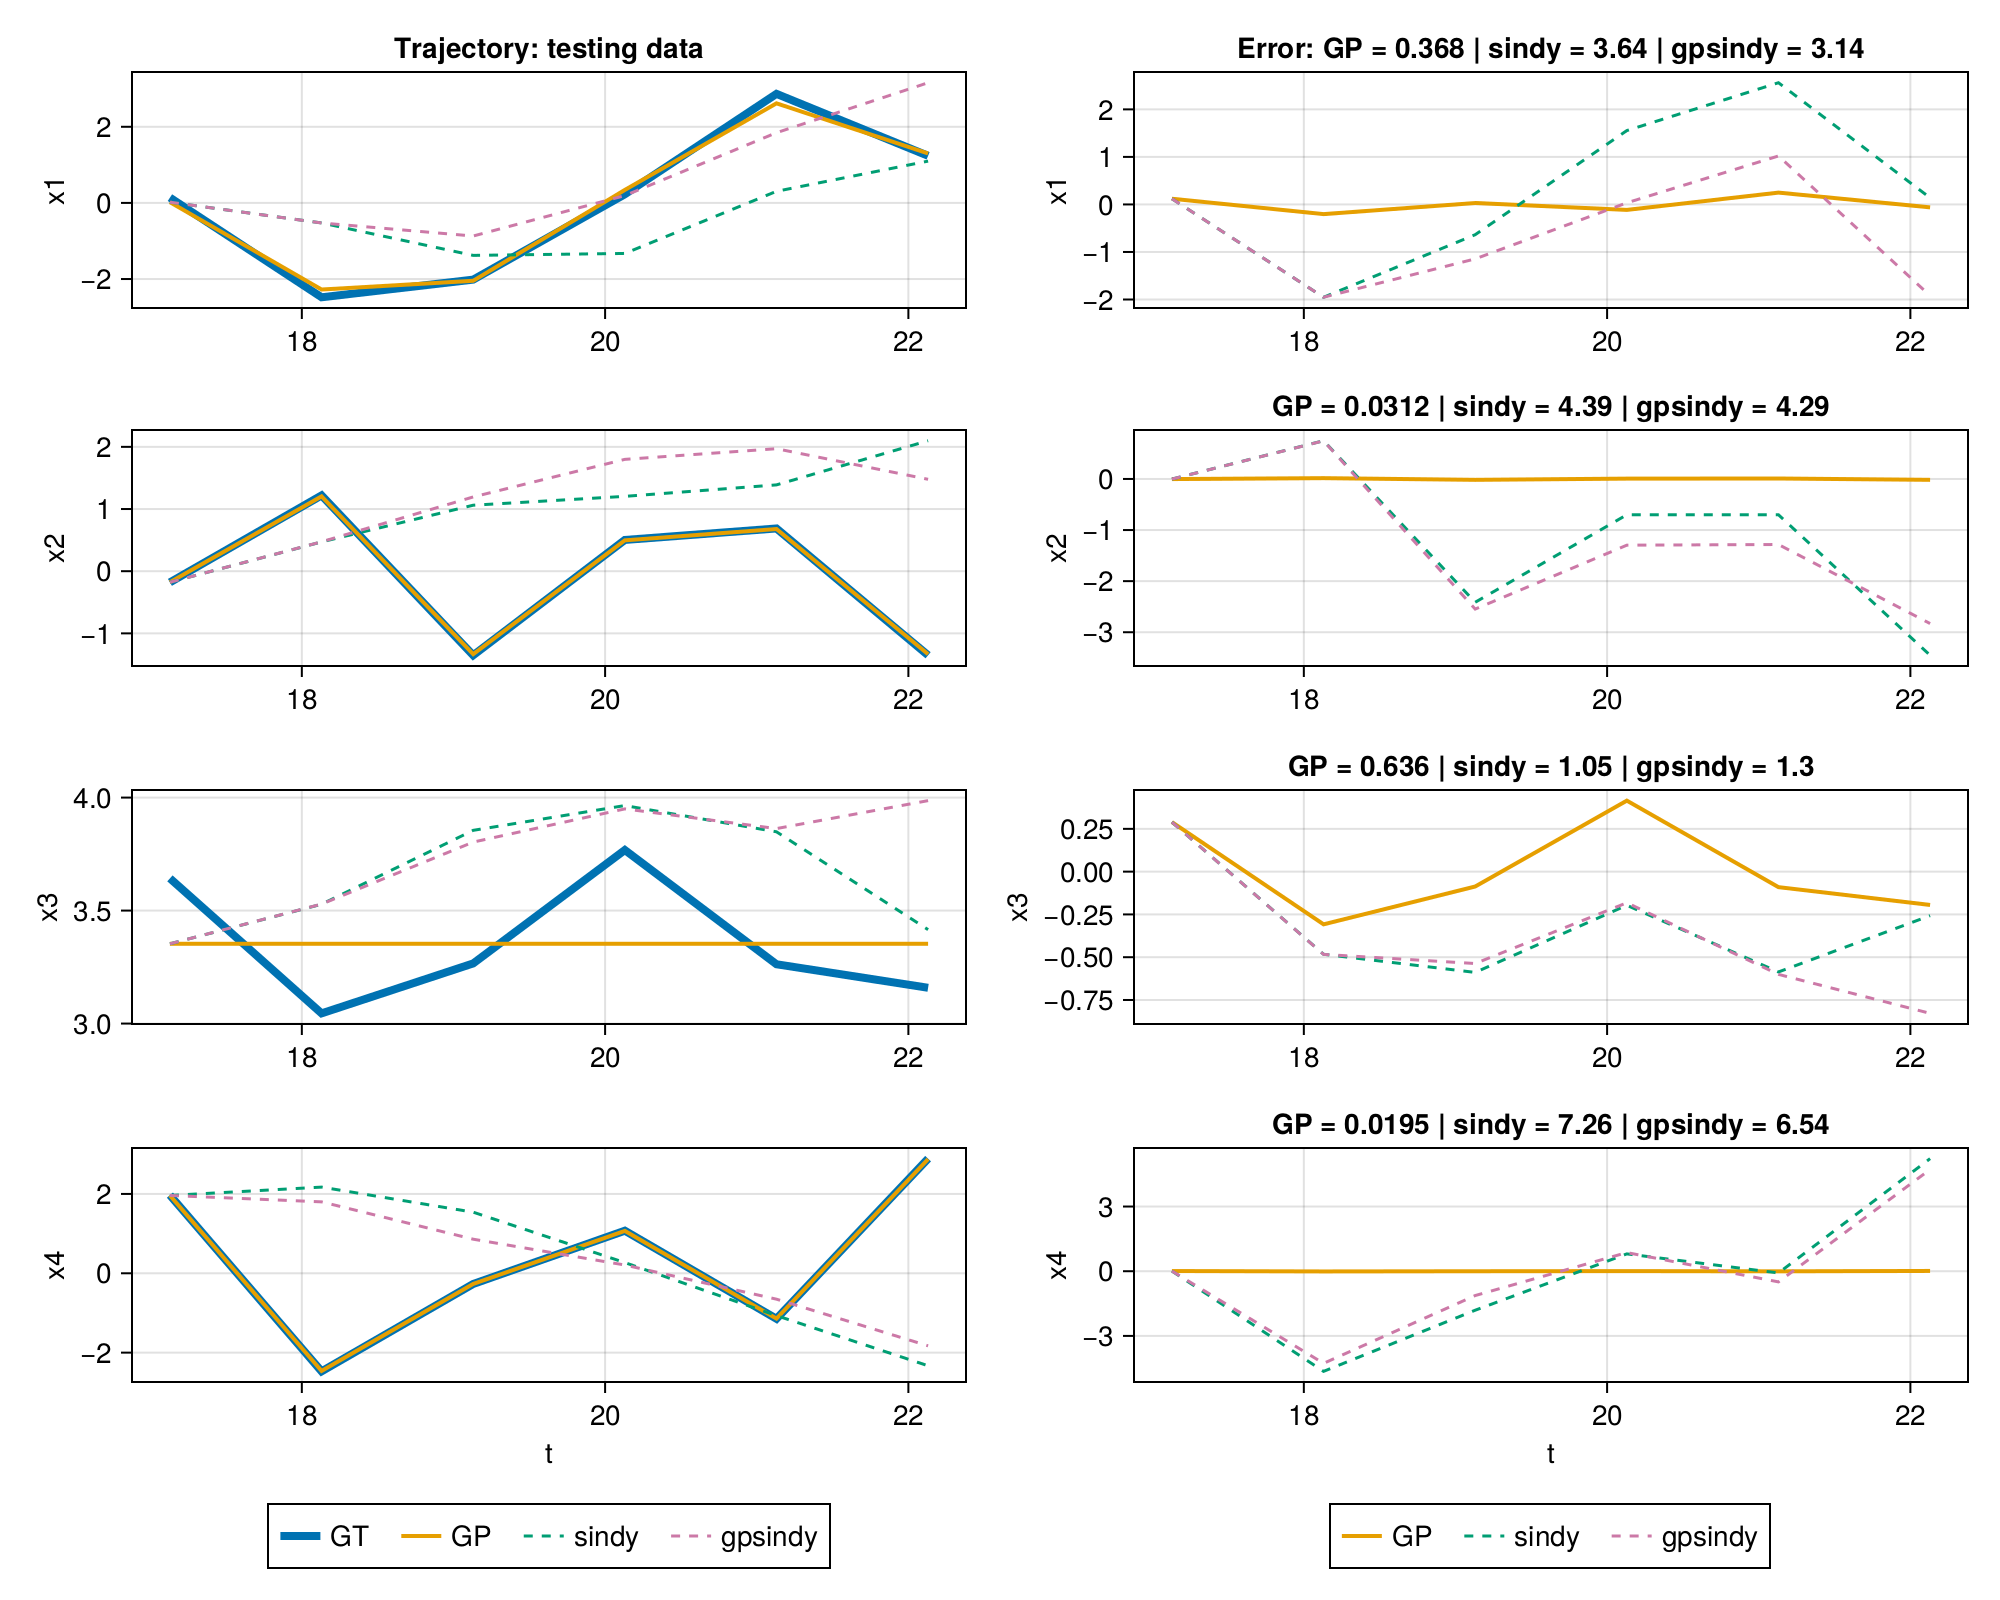 Trajectory: testing data
x1
2
0
−2
18 20 22
Error: GP = 0.368 | sindy = 3.64 | gpsindy = 3.14
x1
2
1
0
−1
−2
18 20 22
x2
2
1
0
−1
18 20 22
GP = 0.0312 | sindy = 4.39 | gpsindy = 4.29
x2
0
−1
−2
−3
18 20 22
x3
4.0
3.5
3.0
18 20 22
GP = 0.636 | sindy = 1.05 | gpsindy = 1.3
x3
0.25
0.00
−0.25
−0.50
−0.75
18 20 22
x4
2
0
−2
18 20 22
t
GP = 0.0195 | sindy = 7.26 | gpsindy = 6.54
x4
3
0
−3
18 20 22
t
GT GP sindy gpsindy
GP sindy gpsindy